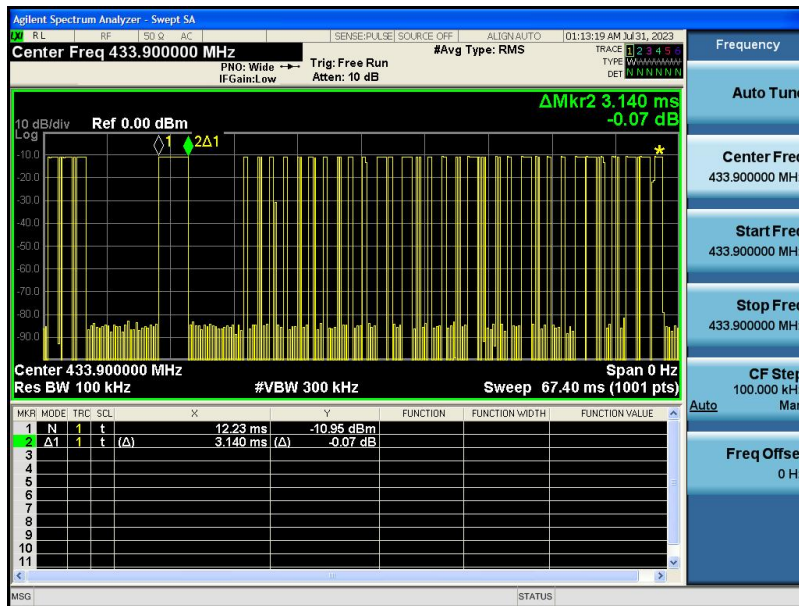 Agilent Spectrum Analyzer - Swept SA
LXI RL RF 50 Ω AC SENSE:PULSE SOURCE OFF ALIGN AUTO 01:13:19 AM Jul 31, 2023
Center Freq 433.900000 MHz
#Avg Type: RMS
TRACE 1 2 3 4 5 6
PNO: Wide Trig: Free Run
TYPE W
IFGain:Low Atten: 10 dB
DET N N N N N N
ΔMkr2 3.140 ms
-0.07 dB
10 dB/div Ref 0.00 dBm
Log
1 2Δ1
-10.0
-20.0
-30.0
-40.0
-50.0
-60.0
-70.0
-80.0
-90.0
Center 433.900000 MHz Span 0 Hz
Res BW 100 kHz #VBW 300 kHz Sweep 67.40 ms (1001 pts)
MKR MODE TRC SCL X Y FUNCTION FUNCTION WIDTH FUNCTION VALUE
1 N 1 t 12.23 ms -10.95 dBm
2 Δ1 1 t (Δ) 3.140 ms (Δ) -0.07 dB
3
4
5
6
7
8
9
10
11
MSG STATUS
Frequency
Auto Tune
Center Freq
433.900000 MH
Start Freq
433.900000 MH
Stop Freq
433.900000 MH
CF Step
100.000 kH
Auto Man
Freq Offse
0 H